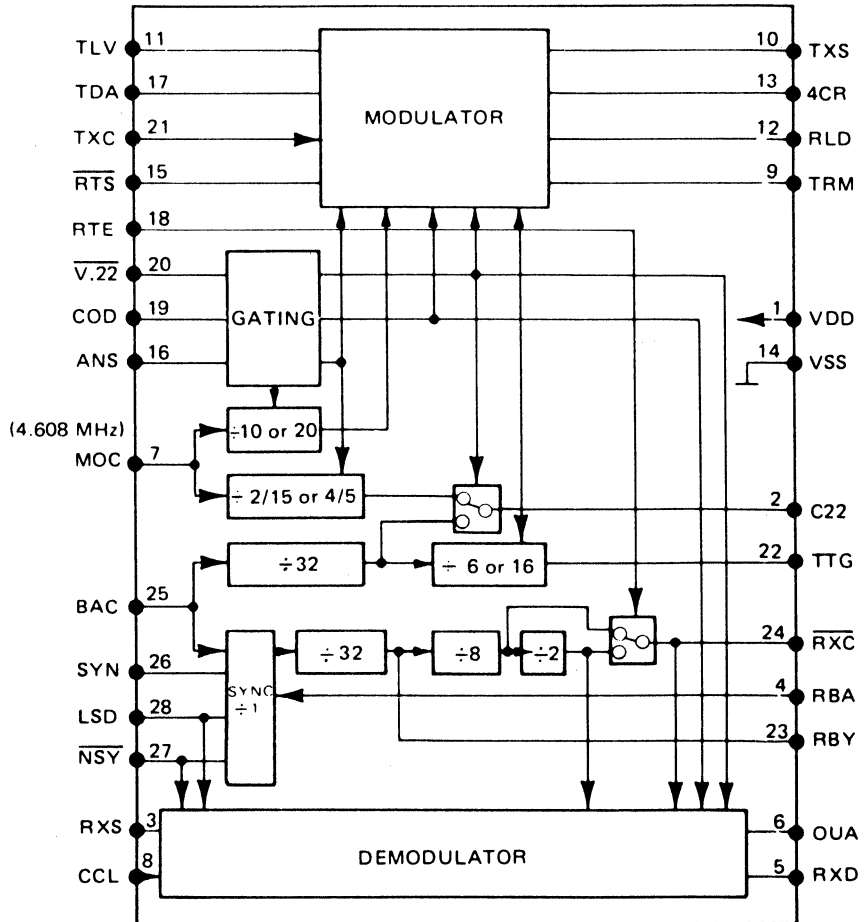 TLV 11
10 TXS
TDA 17
13 4CR
MODULATOR
TXC 21
12 RLD
RTS 15
9 TRM
RTE 18
V.22 20
COD 19
GATING
1 VDD
ANS 16
14 VSS
(4.608 MHz)
÷10 or 20
MOC 7
÷ 2/15 or 4/5
2 C22
÷32
÷ 6 or 16
22 TTG
BAC 25
24 RXC
÷32
÷8
÷2
SYN 26
SYNC
÷1
4 RBA
LSD 28
23 RBY
NSY 27
RXS 3
6 OUA
DEMODULATOR
CCL 8
5 RXD